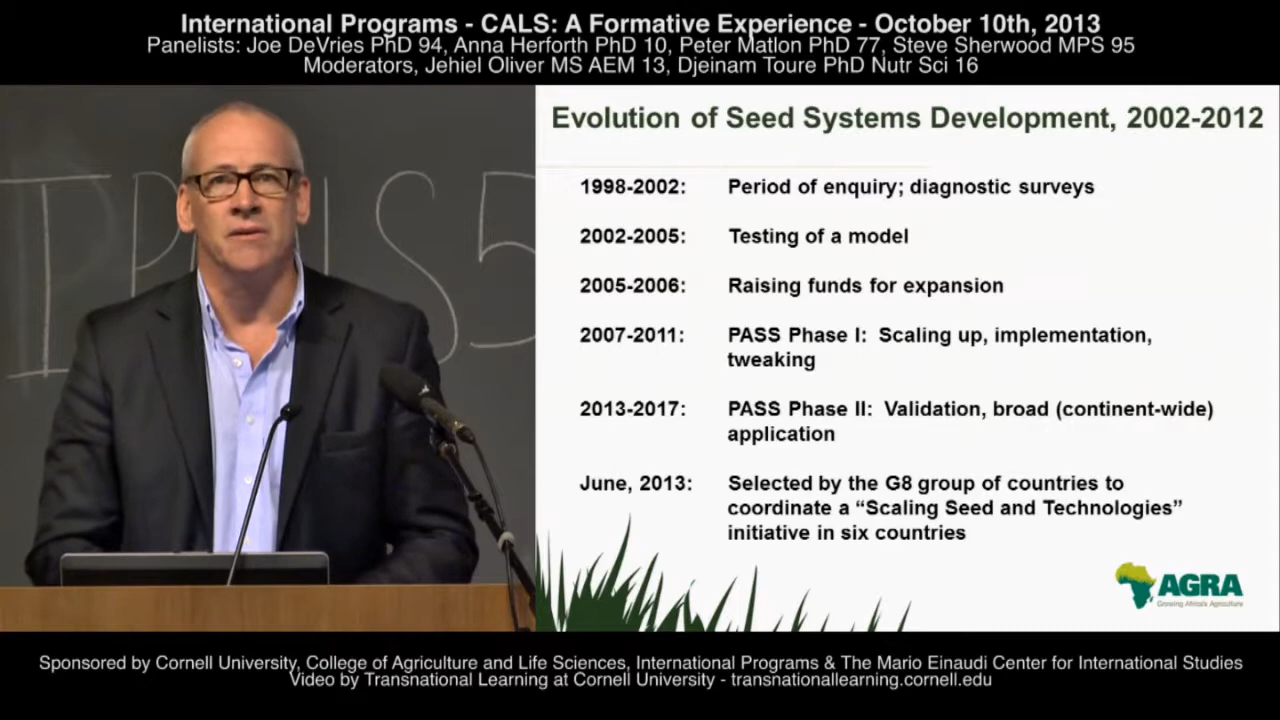 International Programs - CALS: A Formative Experience - October 10th, 2013
Panelists: Joe DeVries PhD 94, Anna Herforth PhD 10, Peter Matlon PhD 77, Steve Sherwood MPS 95
Moderators, Jehiel Oliver MS AEM 13, Djeinam Toure PhD Nutr Sci 16
Evolution of Seed Systems Development, 2002-2012
1998-2002: Period of enquiry; diagnostic surveys
2002-2005: Testing of a model
2005-2006: Raising funds for expansion
2007-2011: PASS Phase I: Scaling up, implementation,
tweaking
2013-2017: PASS Phase II: Validation, broad (continent-wide)
application
June, 2013: Selected by the G8 group of countries to
coordinate a “Scaling Seed and Technologies”
initiative in six countries
AGRA
Growing Africa's Agriculture
Sponsored by Cornell University, College of Agriculture and Life Sciences, International Programs & The Mario Einaudi Center for International Studies
Video by Transnational Learning at Cornell University - transnationallearning.cornell.edu